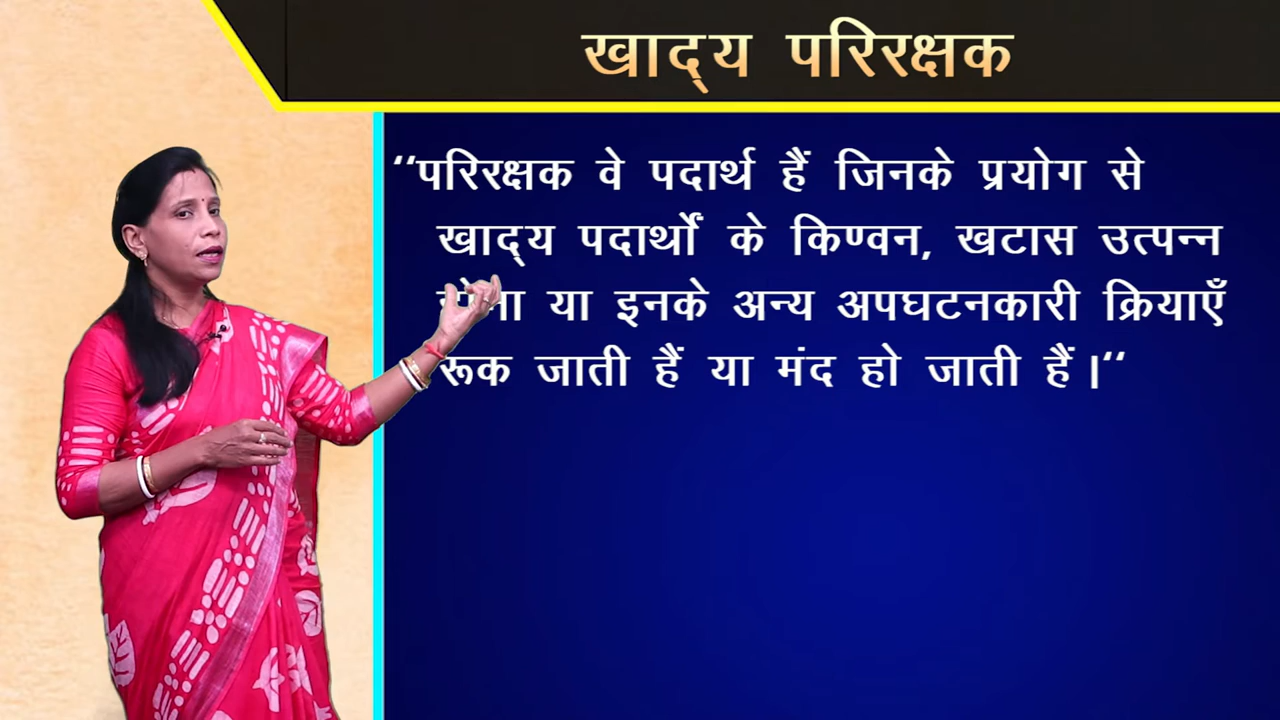 खाद्य परिरक्षक
“परिरक्षक वे पदार्थ हैं जिनके प्रयोग से
खाद्य पदार्थों के किण्वन, खटास उत्पन्न
या इनके अन्य अपघटनकारी क्रियाएँ
रूक जाती हैं या मंद हो जाती हैं।“